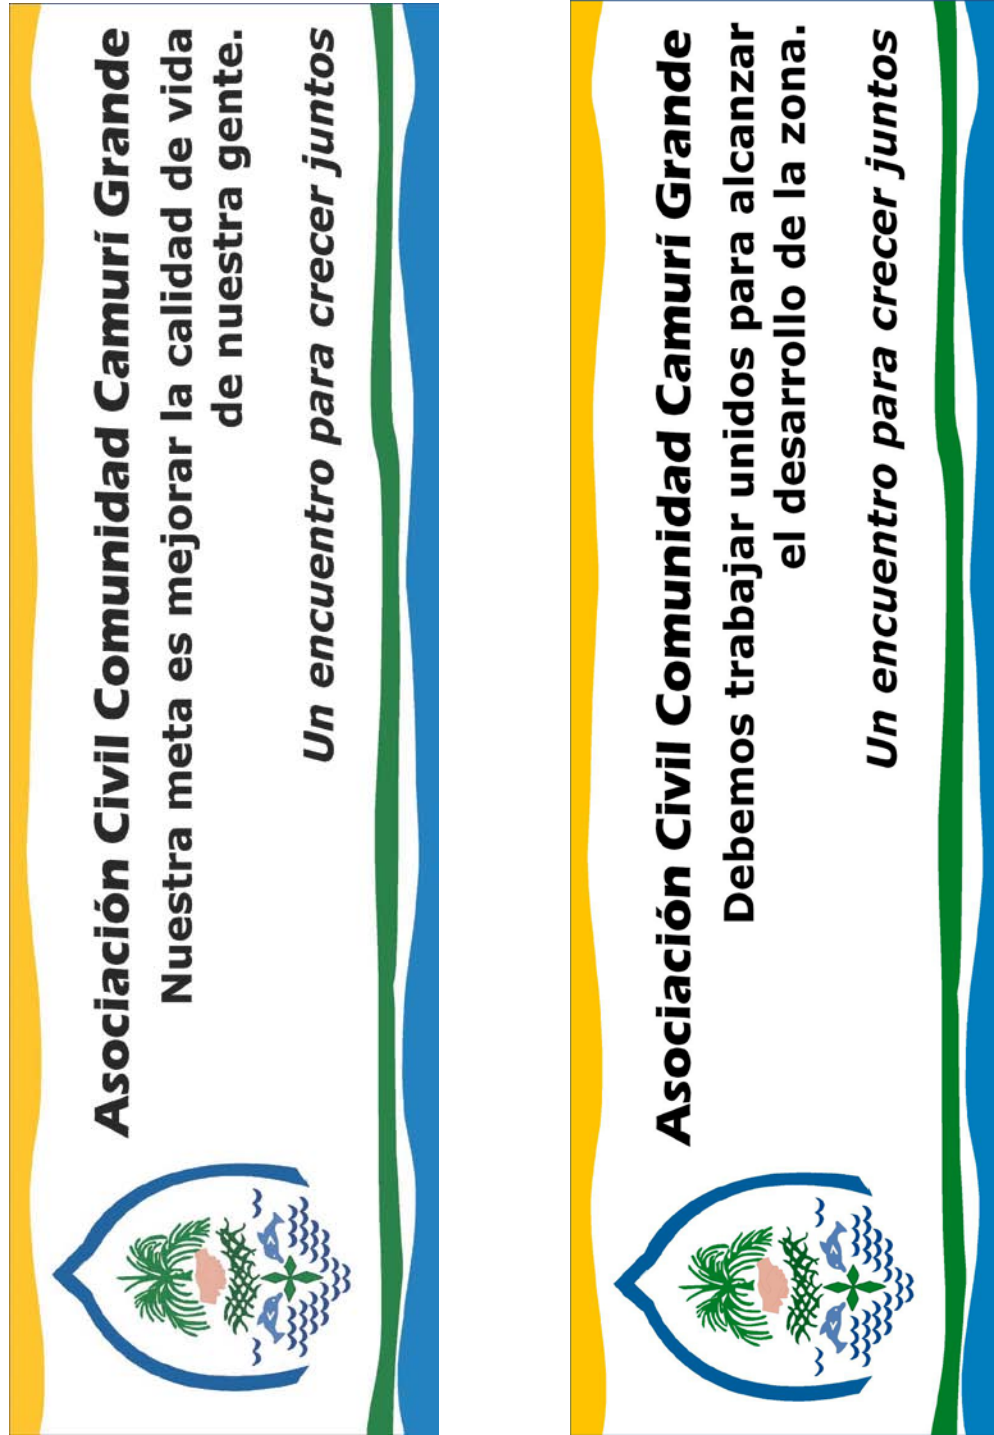 Asociación Civil Comunidad Camurí Grande
Nuestra meta es mejorar la calidad de vida
de nuestra gente.
Un encuentro para crecer juntos
Asociación Civil Comunidad Camurí Grande
Debemos trabajar unidos para alcanzar
el desarrollo de la zona.
Un encuentro para crecer juntos